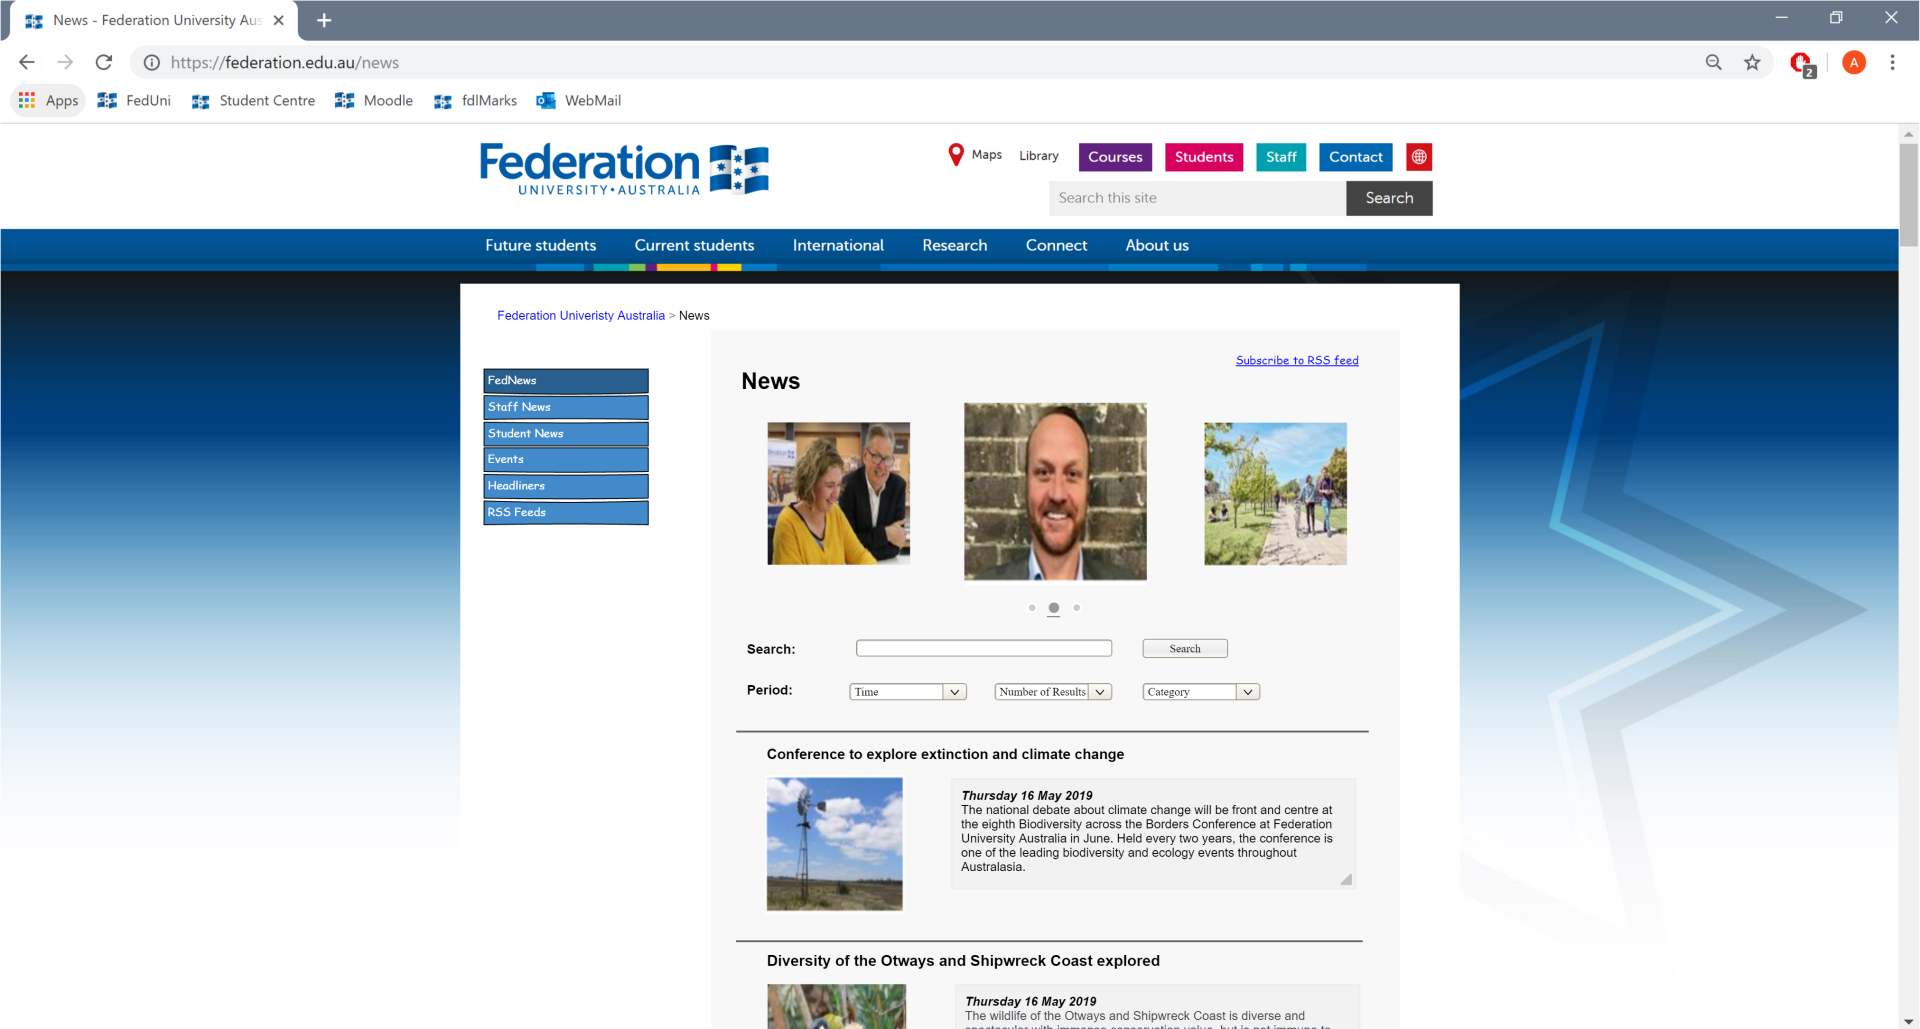 News - Federation University Aus
https://federation.edu.au/news
2
A
Apps
FedUni
Student Centre
Moodle
fdlMarks
WebMail
Federation
UNIVERSITY • AUSTRALIA
Maps
Library
Courses
Students
Staff
Contact
Search this site
Search
Future students
Current students
International
Research
Connect
About us
Federation Univeristy Australia > News
Subscribe to RSS feed
FedNews
Staff News
Student News
Events
Headliners
RSS Feeds
News
Search:
Search
Period:
Time
Number of Results
Category
Conference to explore extinction and climate change
Thursday 16 May 2019
The national debate about climate change will be front and centre at
the eighth Biodiversity across the Borders Conference at Federation
University Australia in June. Held every two years, the conference is
one of the leading biodiversity and ecology events throughout
Australasia.
Diversity of the Otways and Shipwreck Coast explored
Thursday 16 May 2019
The wildlife of the Otways and Shipwreck Coast is diverse and